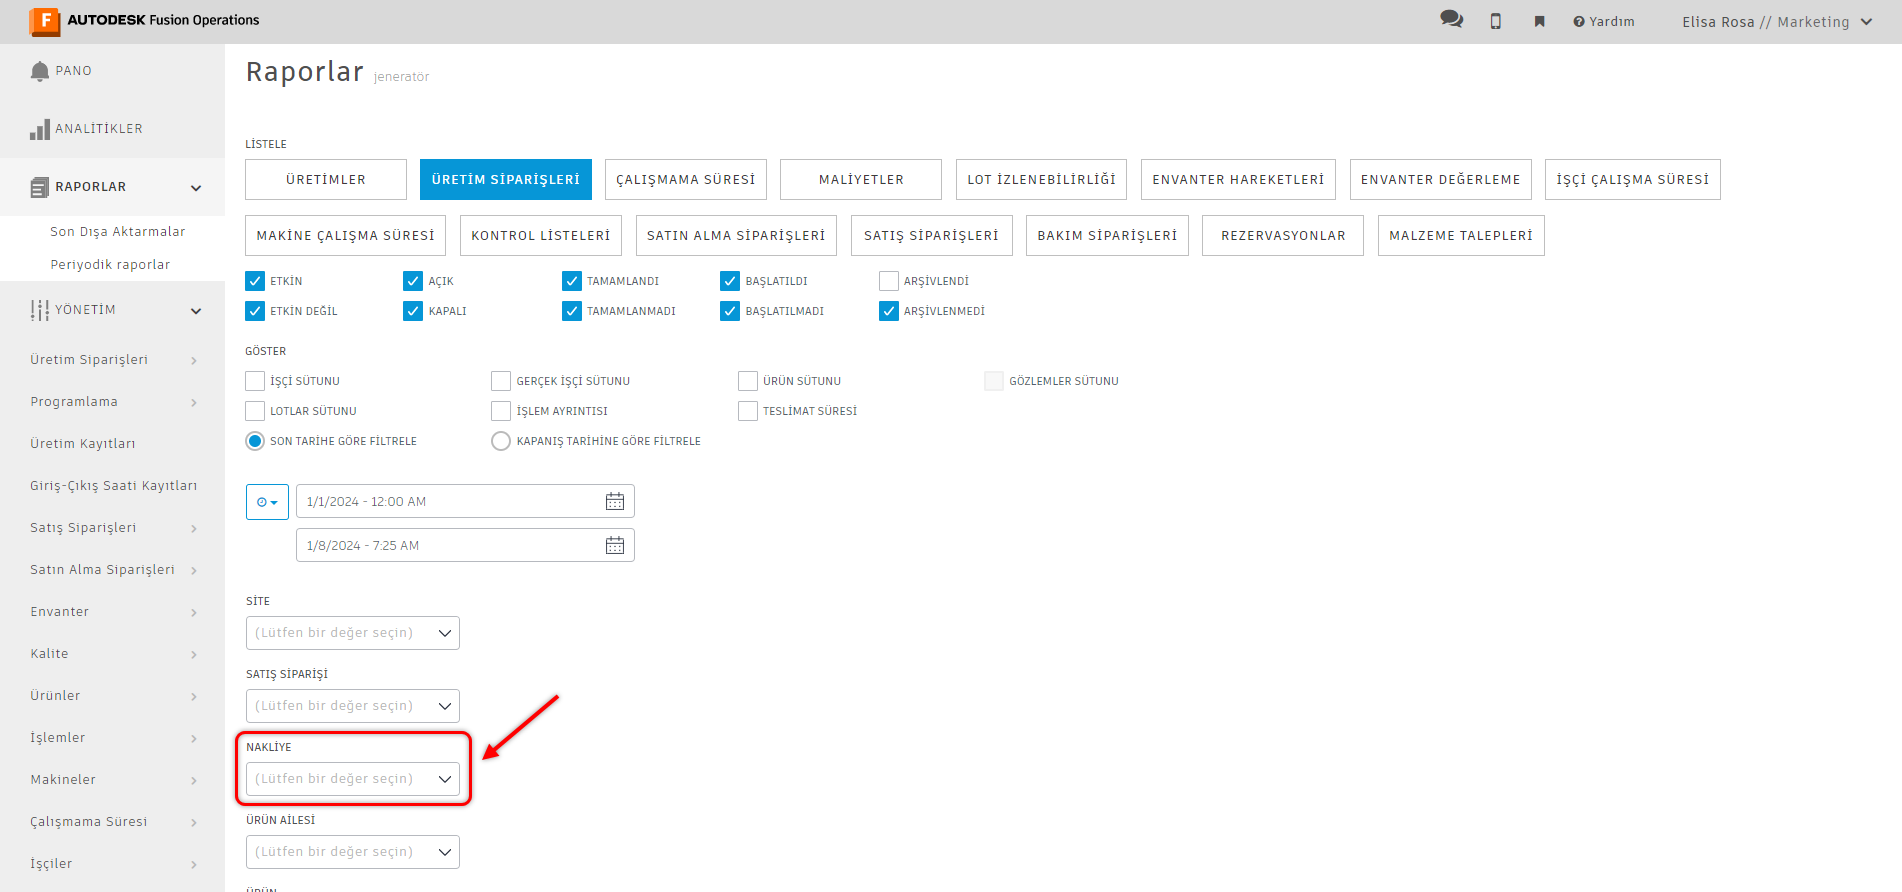 AUTODESK Fusion Operations
Yardım
Elisa Rosa // Marketing
PANO
ANALİTİKLER
RAPORLAR
Son Dışa Aktarmalar
Periyodik raporlar
YÖNETİM
Üretim Siparişleri
Programlama
Üretim Kayıtları
Giriş-Çıkış Saati Kayıtları
Satış Siparişleri
Satın Alma Siparişleri
Envanter
Kalite
Ürünler
İşlemler
Makineler
Çalışmama Süresi
İşçiler
Raporlar jeneratör
LİSTELE
ÜRETİMLER ÜRETİM SİPARİŞLERİ ÇALIŞMAMA SÜRESİ MALİYETLER LOT İZLENEBİLİRLİĞİ ENVANTER HAREKETLERİ ENVANTER DEĞERLEME İŞÇİ ÇALIŞMA SÜRESİ
MAKİNE ÇALIŞMA SÜRESİ KONTROL LİSTELERİ SATIN ALMA SİPARİŞLERİ SATIŞ SİPARİŞLERİ BAKIM SİPARİŞLERİ REZERVASYONLAR MALZEME TALEPLERİ
ETKİN AÇIK TAMAMLANDI BAŞLATILDI ARŞİVLENDİ
ETKİN DEĞİL KAPALI TAMAMLANMADI BAŞLATILMADI ARŞİVLENMEDİ
GÖSTER
İŞÇİ SÜTUNU GERÇEK İŞÇİ SÜTUNU ÜRÜN SÜTUNU GÖZLEMLER SÜTUNU
LOTLAR SÜTUNU İŞLEM AYRINTISI TESLİMAT SÜRESİ
SON TARİHE GÖRE FİLTRELE KAPANIŞ TARİHİNE GÖRE FİLTRELE
1/1/2024 - 12:00 AM
1/8/2024 - 7:25 AM
SİTE
(Lütfen bir değer seçin)
SATIŞ SİPARİŞİ
(Lütfen bir değer seçin)
NAKLİYE
(Lütfen bir değer seçin)
ÜRÜN AİLESİ
(Lütfen bir değer seçin)
ÜRÜN